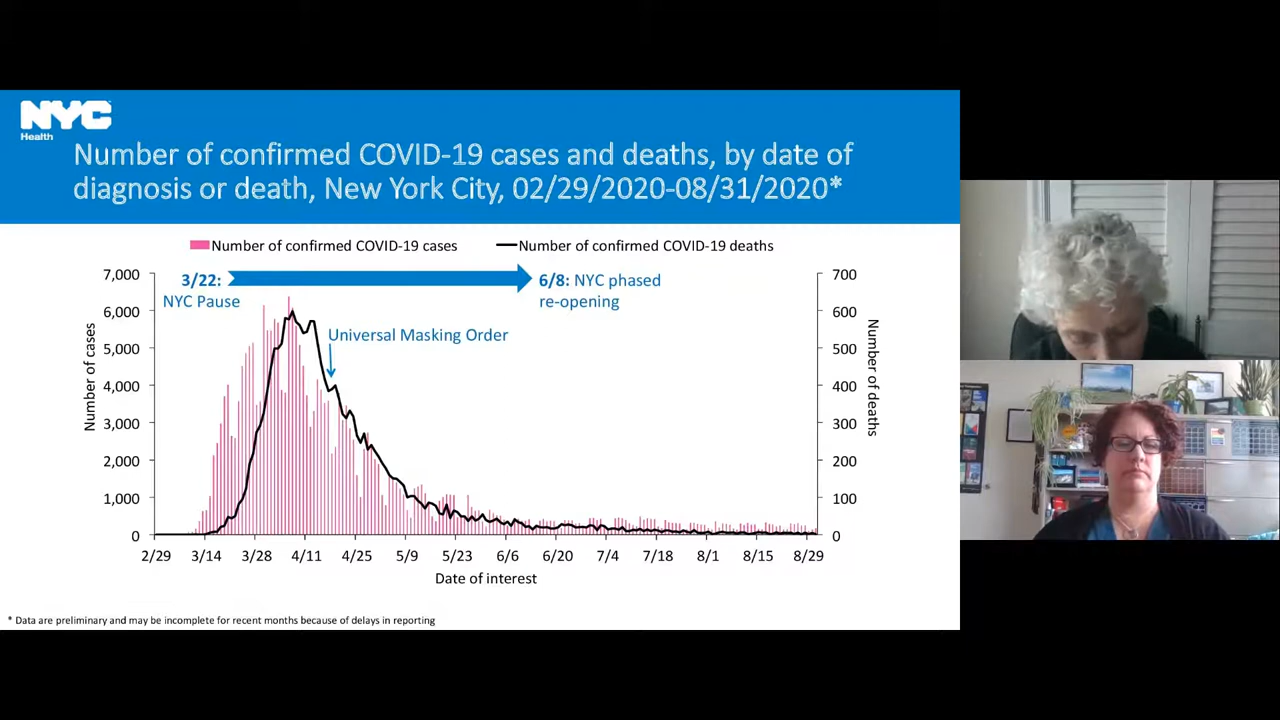 NYC
Health
Number of confirmed COVID-19 cases and deaths, by date of
diagnosis or death, New York City, 02/29/2020-08/31/2020*
Number of confirmed COVID-19 cases
Number of confirmed COVID-19 deaths
3/22:
NYC Pause
6/8: NYC phased
re-opening
Universal Masking Order
Number of cases
7,000
6,000
5,000
4,000
3,000
2,000
1,000
0
700
600
500
400
300
200
100
0
Number of deaths
2/29 3/14 3/28 4/11 4/25 5/9 5/23 6/6 6/20 7/4 7/18 8/1 8/15 8/29
Date of interest
* Data are preliminary and may be incomplete for recent months because of delays in reporting